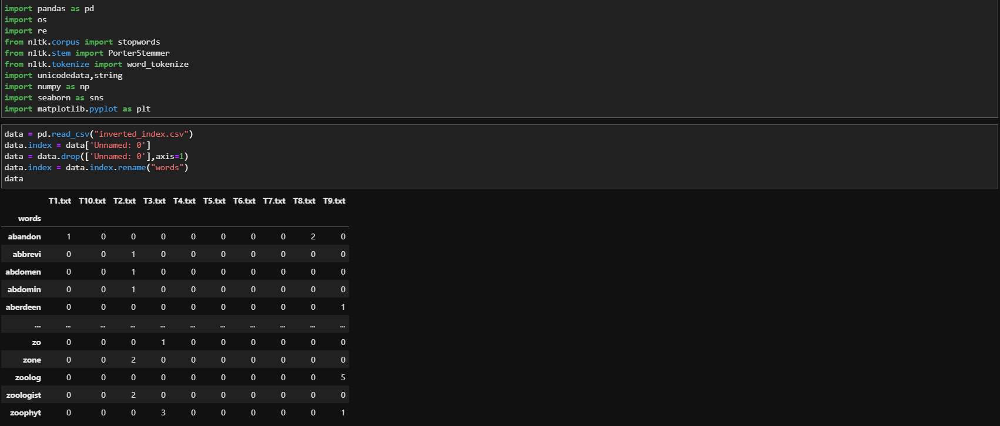 import pandas as pd
import os
import re
from nltk.corpus import stopwords
from nltk.stem import PorterStemmer
from nltk.tokenize import word_tokenize
import unicodedata,string
import numpy as np
import seaborn as sns
import matplotlib.pyplot as plt
data = pd.read_csv("inverted_index.csv")
data.index = data['Unnamed: 0']
data = data.drop(['Unnamed: 0'],axis=1)
data.index = data.index.rename("words")
data
T1.txt T10.txt T2.txt T3.txt T4.txt T5.txt T6.txt T7.txt T8.txt T9.txt
words
abandon 1 0 0 0 0 0 0 0 2 0
abbrevi 0 0 1 0 0 0 0 0 0 0
abdomen 0 0 1 0 0 0 0 0 0 0
abdomin 0 0 1 0 0 0 0 0 0 0
aberdeen 0 0 0 0 0 0 0 0 0 1
... ... ... ... ... ... ... ... ... ... ...
zo 0 0 0 1 0 0 0 0 0 0
zone 0 0 2 0 0 0 0 0 0 0
zoolog 0 0 0 0 0 0 0 0 0 5
zoologist 0 0 2 0 0 0 0 0 0 0
zoophyt 0 0 0 3 0 0 0 0 0 1